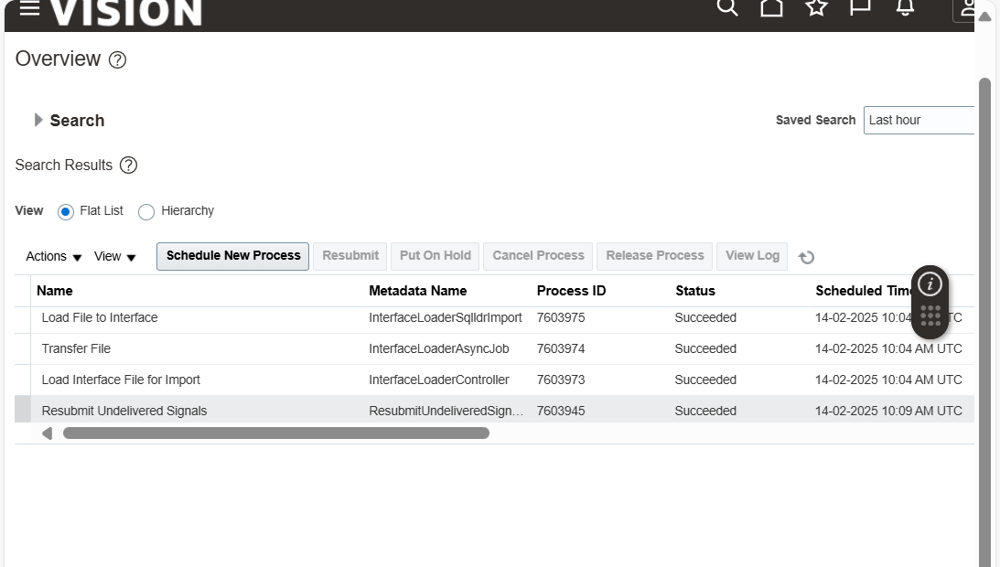 VISION
Overview ?
Search
Saved Search Last hour
Search Results ?
View Flat List Hierarchy
Actions View Schedule New Process Resubmit Put On Hold Cancel Process Release Process View Log
Name Metadata Name Process ID Status Scheduled Time
Load File to Interface InterfaceLoaderSqlldrImport 7603975 Succeeded 14-02-2025 10:04 TC
Transfer File InterfaceLoaderAsyncJob 7603974 Succeeded 14-02-2025 10:04 AM UTC
Load Interface File for Import InterfaceLoaderController 7603973 Succeeded 14-02-2025 10:04 AM UTC
Resubmit Undelivered Signals ResubmitUndeliveredSign... 7603945 Succeeded 14-02-2025 10:09 AM UTC